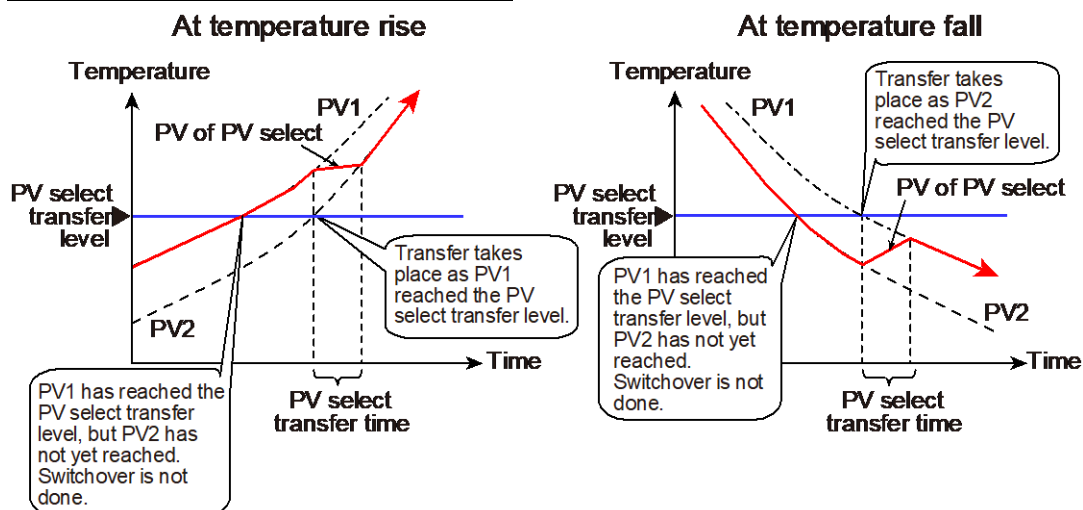 At temperature rise
Temperature
PV1
PV of PV select
PV select
transfer
level
Transfer takes
place as PV1
reached the PV
select transfer level.
PV2
Time
PV1 has reached the
PV select transfer
level, but PV2 has
not yet reached.
Switchover is not
done.
PV select
transfer time
At temperature fall
Temperature
PV1
Transfer takes
place as PV2
reached the PV
select transfer level.
PV of PV select
PV select
transfer
level
PV1 has reached
the PV select
transfer level, but
PV2 has not yet
reached.
Switchover is not
done.
PV2
Time
PV select
transfer time